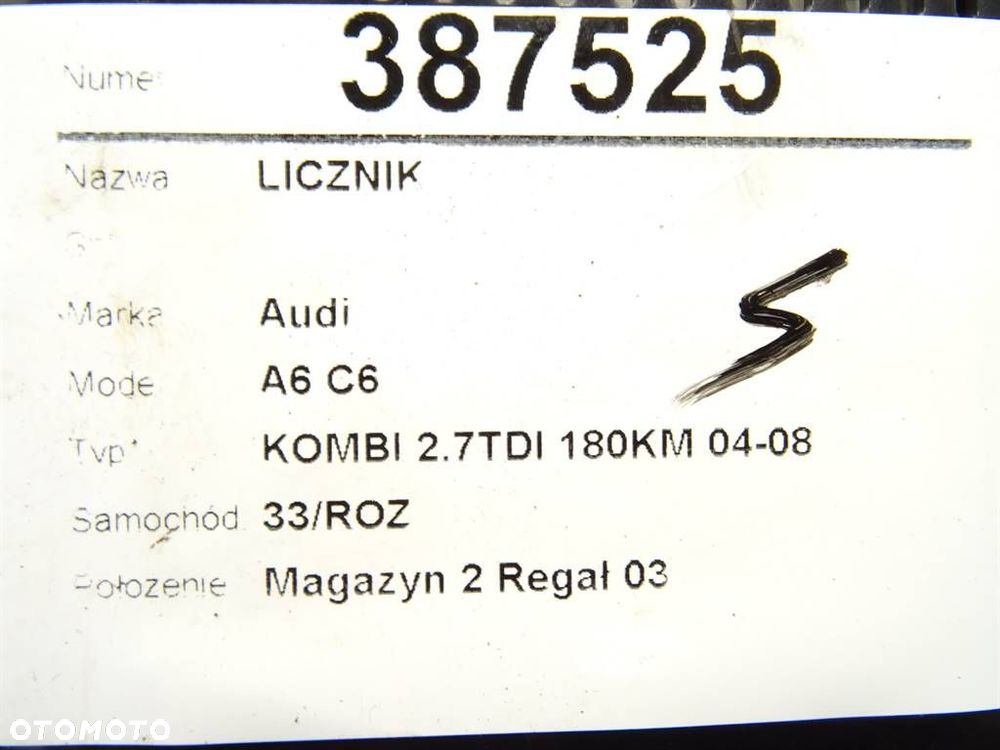 Numer 387525
Nazwa LICZNIK
Marka Audi
Mode A6 C6
Typ KOMBI 2.7TDI 180KM 04-08
Samochód 33/ROZ
Położenie Magazyn 2 Regał 03
OTOMOTO